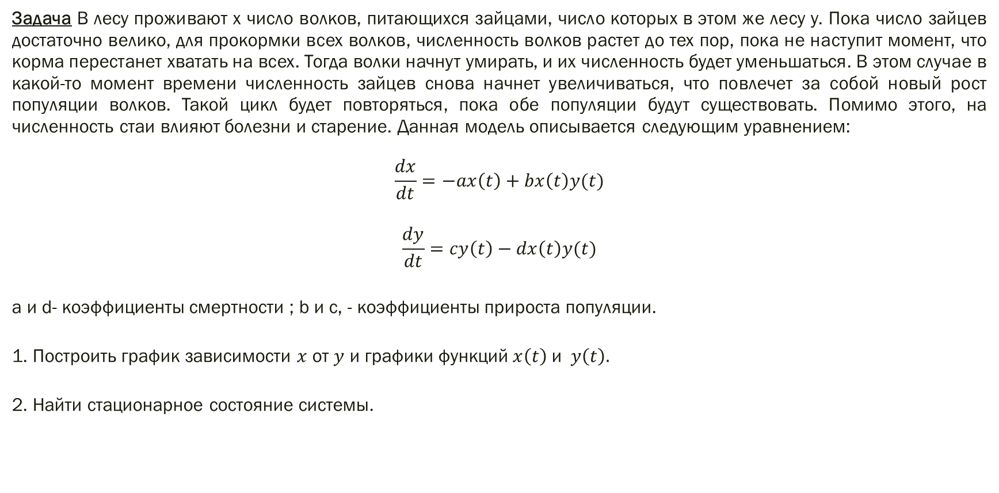 Задача В лесу проживают х число волков, питающихся зайцами, число которых в этом же лесу у. Пока число зайцев
достаточно велико, для прокормки всех волков, численность волков растет до тех пор, пока не наступит момент, что
корма перестанет хватать на всех. Тогда волки начнут умирать, и их численность будет уменьшаться. В этом случае в
какой-то момент времени численность зайцев снова начнет увеличиваться, что повлечет за собой новый рост
популяции волков. Такой цикл будет повторяться, пока обе популяции будут существовать. Помимо этого, на
численность стаи влияют болезни и старение. Данная модель описывается следующим уравнением:
dx/dt = −ax(t) + bx(t)y(t)
dy/dt = cy(t) − dx(t)y(t)
a и d- коэффициенты смертности ; b и c, - коэффициенты прироста популяции.
1. Построить график зависимости x от y и графики функций x(t) и y(t).
2. Найти стационарное состояние системы.